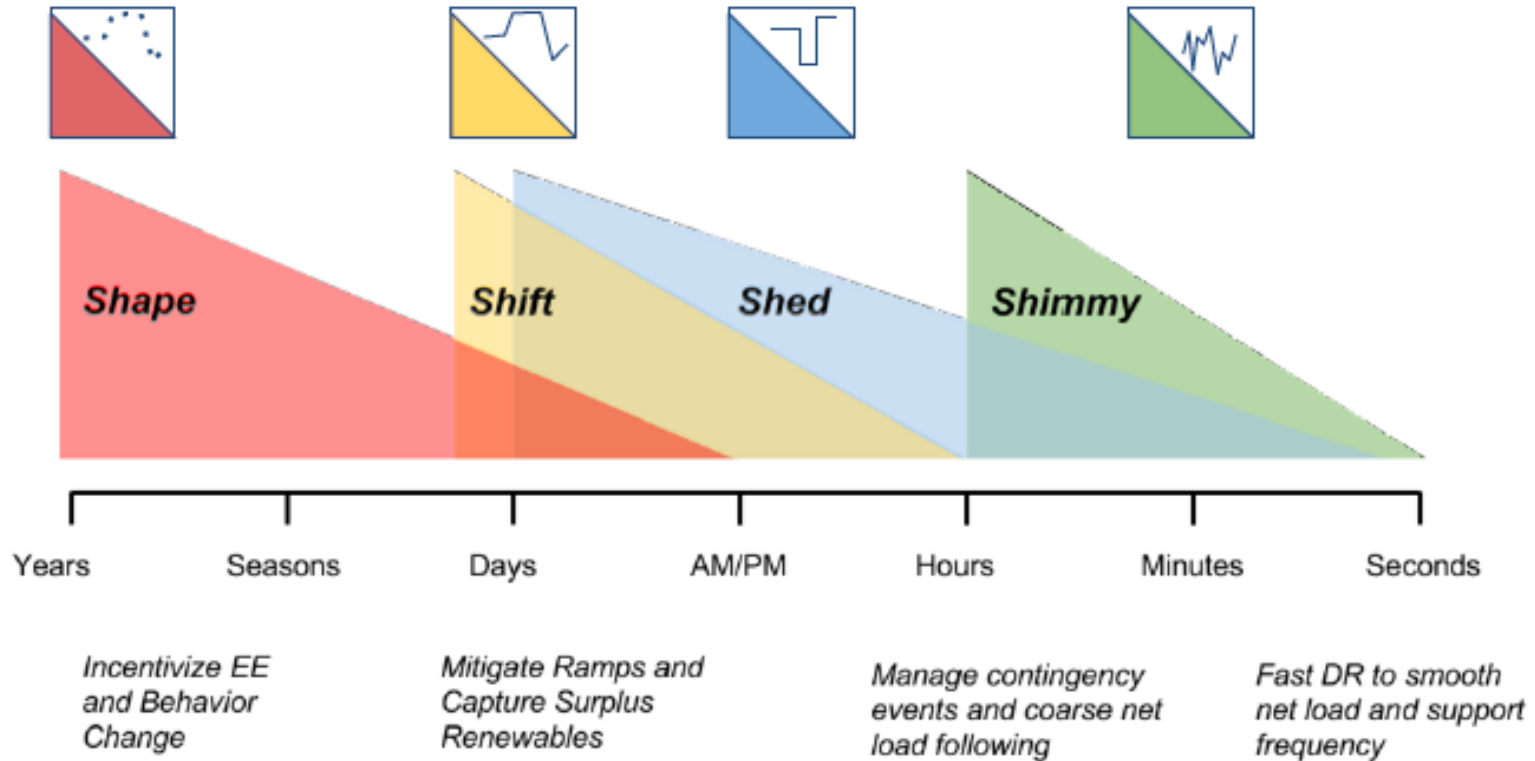 Shape
Shift
Shed
Shimmy
Years
Seasons
Days
AM/PM
Hours
Minutes
Seconds
Incentivize EE
and Behavior
Change
Mitigate Ramps and
Capture Surplus
Renewables
Manage contingency
events and coarse net
load following
Fast DR to smooth
net load and support
frequency